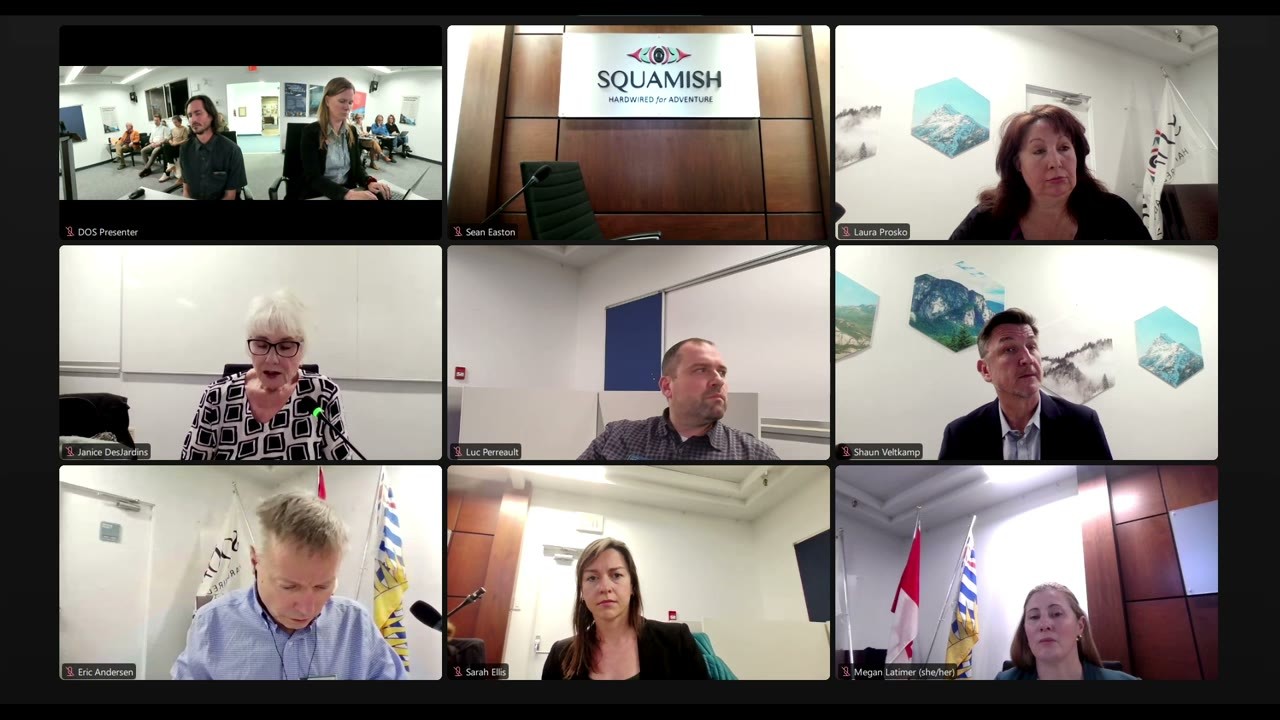 DOS Presenter
SQUAMISH
HARDWIRED for ADVENTURE
Sean Easton
Laura Prosko
Janice DesJardins
Luc Perreault
Shaun Veltkamp
Eric Andersen
Sarah Ellis
Megan Latimer (she/her)